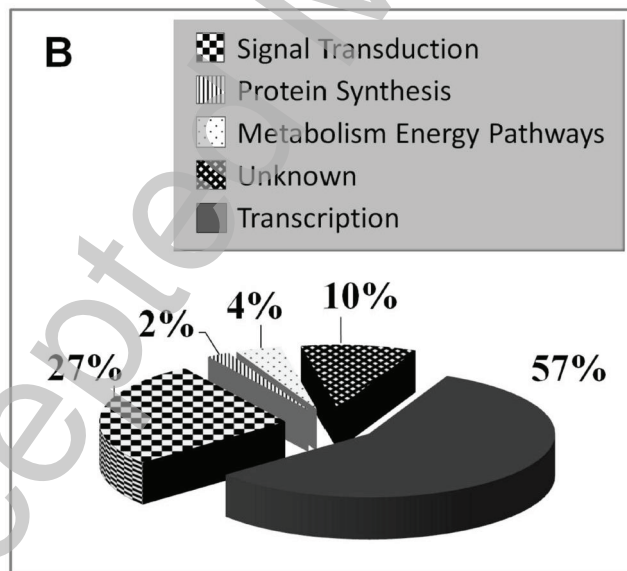 B
Signal Transduction
Protein Synthesis
Metabolism Energy Pathways
Unknown
Transcription
10%
4%
2%
27%
57%